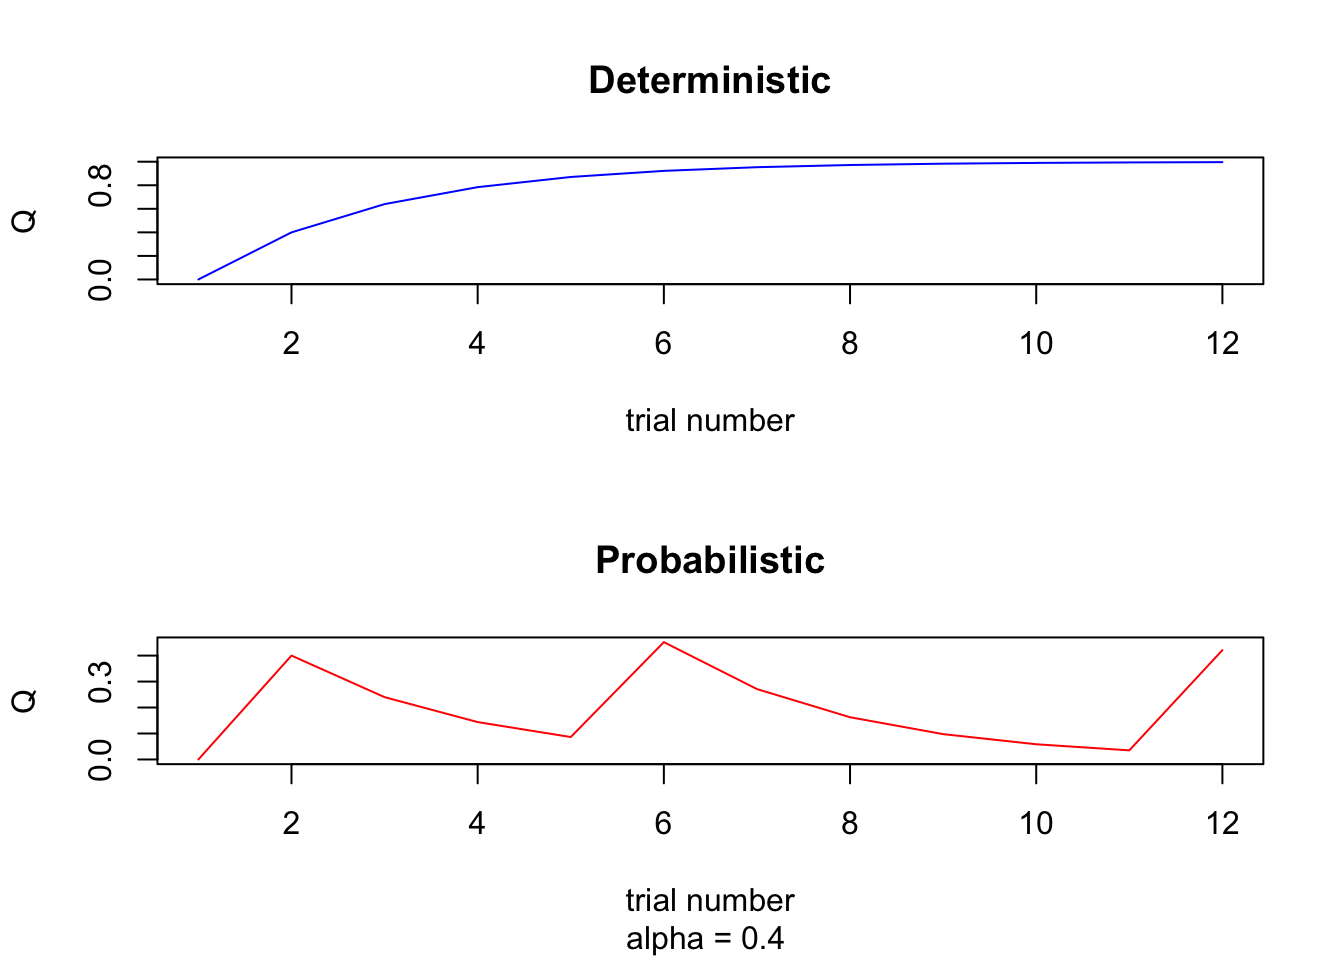 Deterministic
Q
0.8
0.0
2 4 6 8 10 12
trial number
Probabilistic
Q
0.3
0.0
2 4 6 8 10 12
trial number
alpha = 0.4